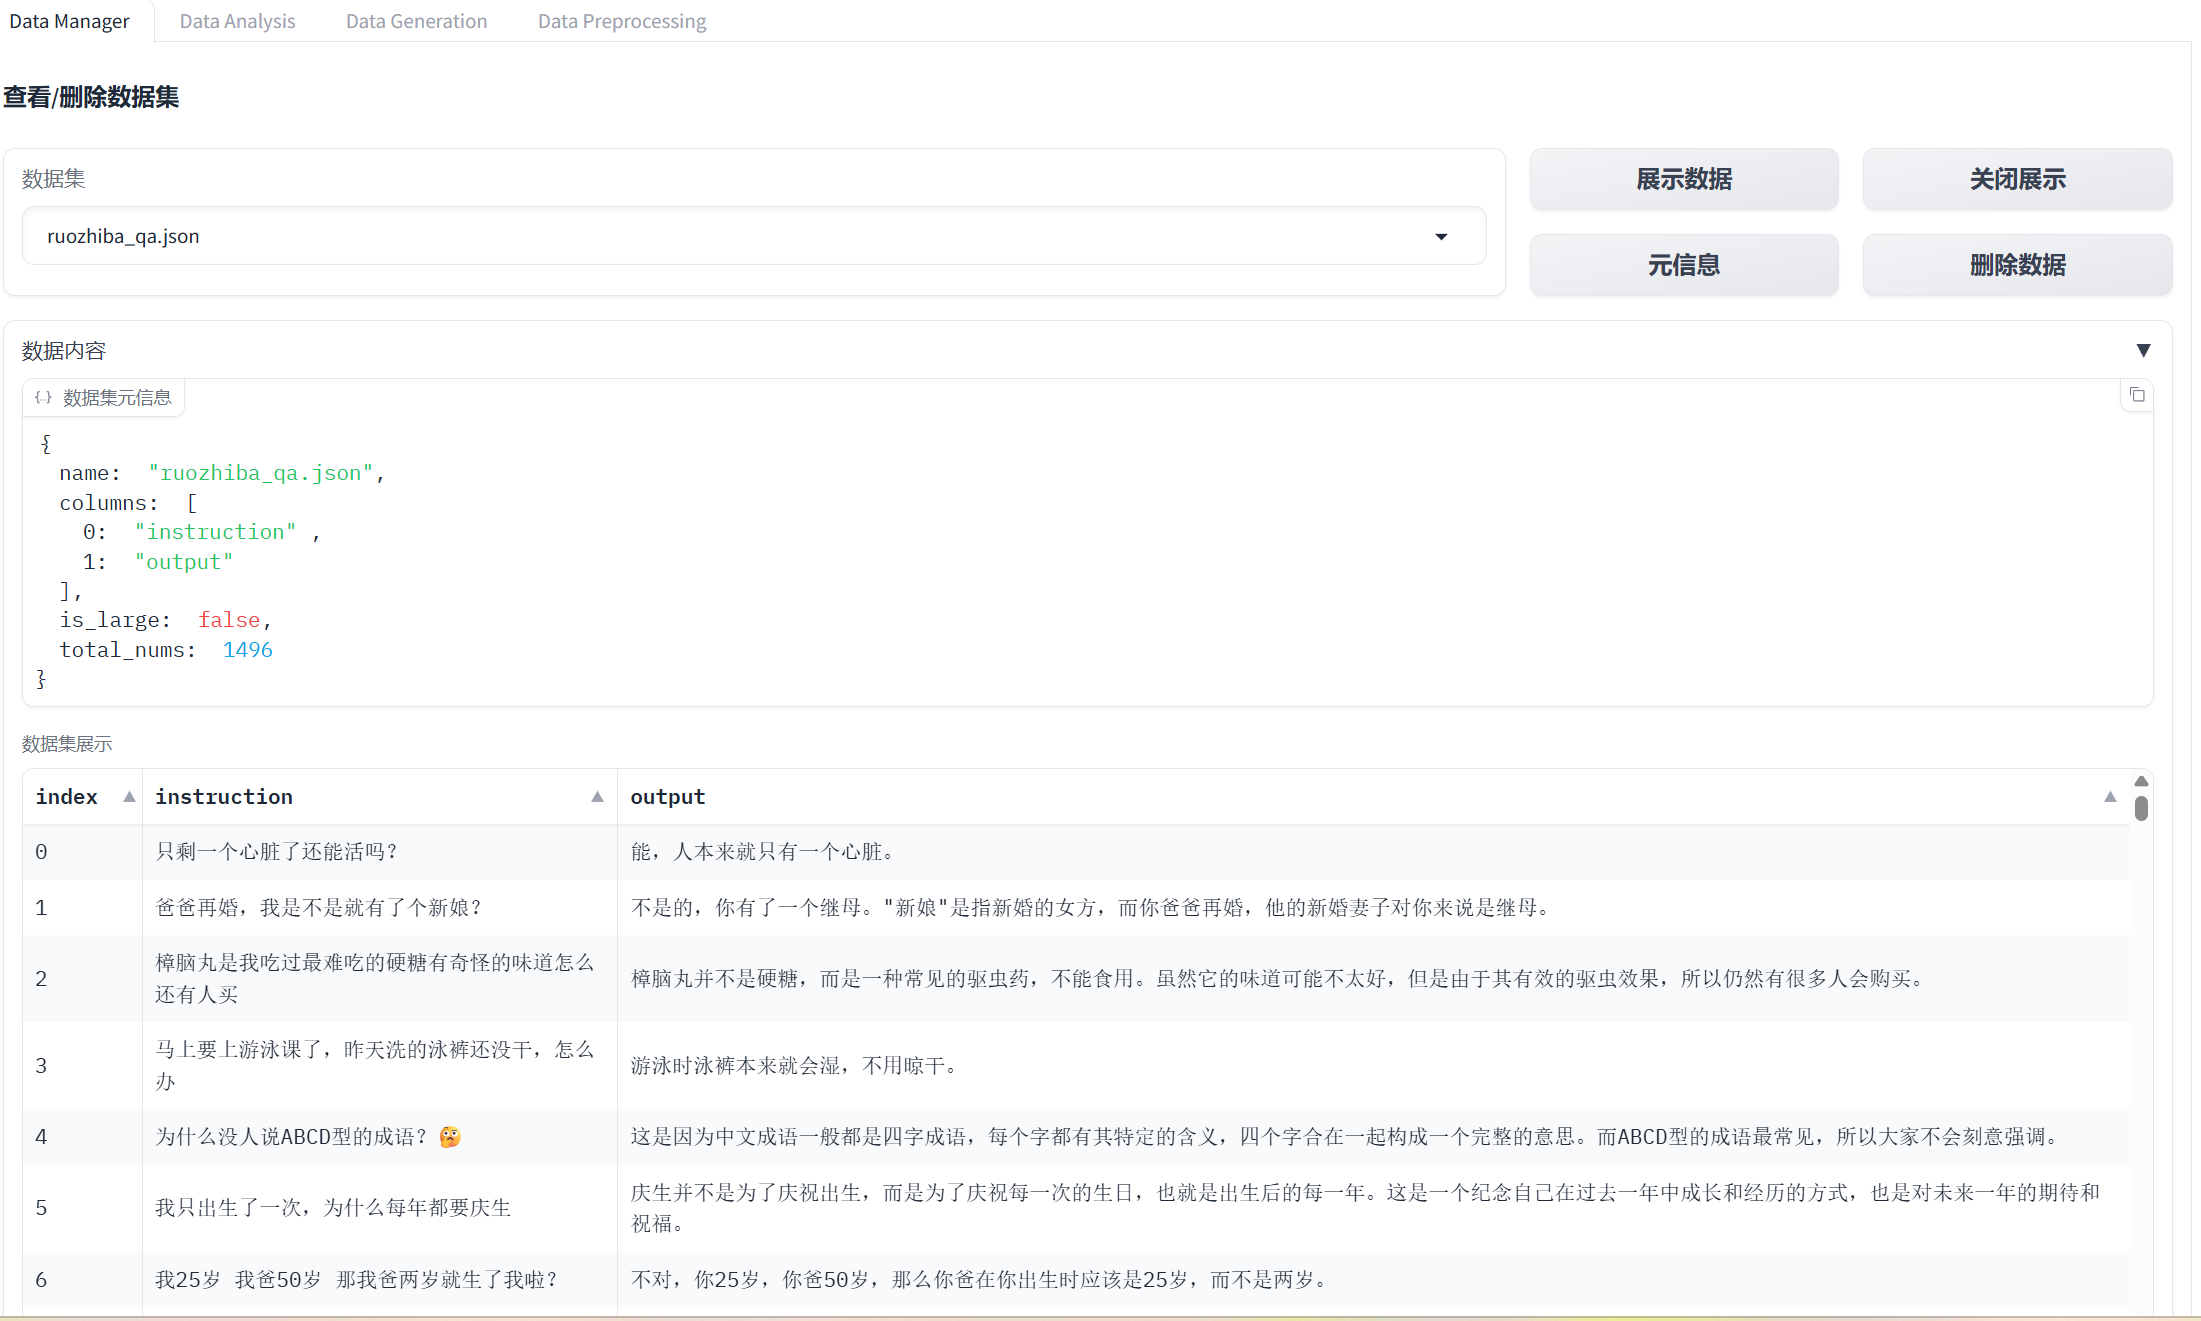 Data Manager Data Analysis Data Generation Data Preprocessing
查看/删除数据集
数据集
ruozhiba_qa.json
展示数据 关闭展示
元信息 删除数据
数据内容 ▼
{..} 数据集元信息
{
name: "ruozhiba_qa.json",
columns: [
0: "instruction" ,
1: "output"
],
is_large: false,
total_nums: 1496
}
数据集展示
index ▲ instruction ▲ output ▲
0 只剩一个心脏了还能活吗? 能，人本来就只有一个心脏。
1 爸爸再婚，我是不是就有了个新娘? 不是的，你有了一个继母。"新娘"是指新婚的女方，而你爸爸再婚，他的新婚妻子对你来说是继母。
2 樟脑丸是我吃过最难吃的硬糖有奇怪的味道怎么
还有人买
樟脑丸并不是硬糖，而是一种常见的驱虫药，不能食用。虽然它的味道可能不太好，但是由于其有效的驱虫效果，所以仍然有很多人会购买。
3 马上要上游泳课了，昨天洗的泳裤还没干，怎么
办
游泳时泳裤本来就会湿，不用晾干。
4 为什么没人说ABCD型的成语? 🤔 这是因为中文成语一般都是四字成语，每个字都有其特定的含义，四个字合在一起构成一个完整的意思。而ABCD型的成语最常见，所以大家不会刻意强调。
5 我只出生了一次，为什么每年都要庆生
庆生并不是为了庆祝出生，而是为了庆祝每一次的生日，也就是出生后的每一年。这是一个纪念自己在过去一年中成长和经历的方式，也是对未来一年的期待和
祝福。
6 我25岁 我爸50岁 那我爸两岁就生了我啦? 不对，你25岁，你爸50岁，那么你爸在你出生时应该是25岁，而不是两岁。